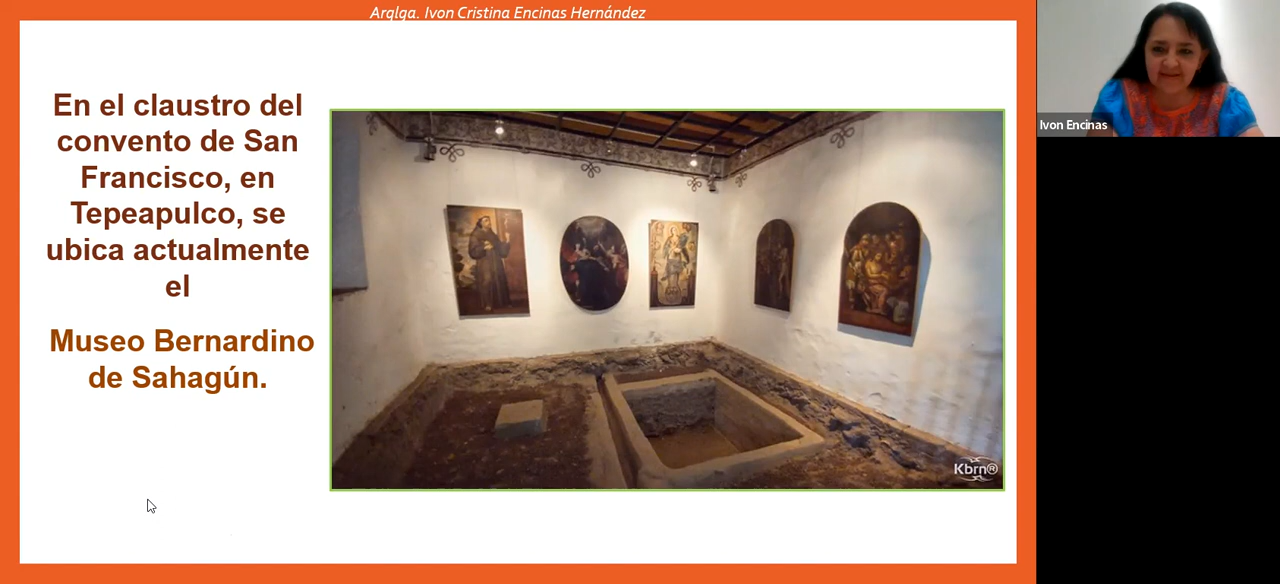 Arqlga. Ivon Cristina Encinas Hernández
En el claustro del
convento de San
Francisco, en
Tepeapulco, se
ubica actualmente
el
Museo Bernardino
de Sahagún.
Kbrn®
Ivon Encinas